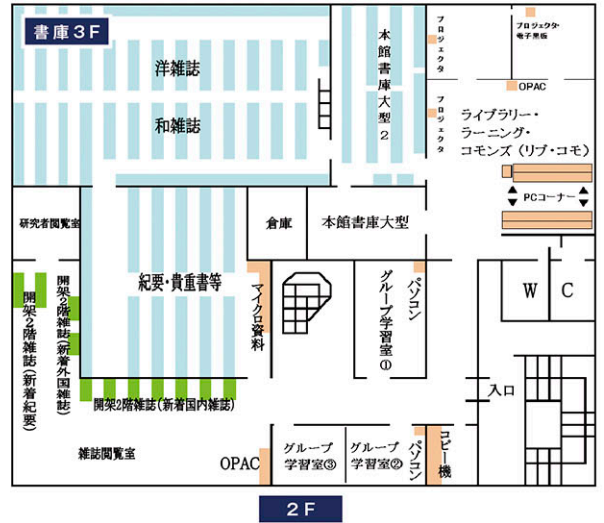 書庫3F
洋雑誌
和雑誌
本館書庫大型2
プロジェクタ
プロジェクタ・
電子黒板
OPAC
プロジェクタ
ライブラリー・
ラーニング・
コモンズ（リブ・コモ）
PCコーナー
研究者閲覧室
倉庫
本館書庫大型
紀要・貴重書等
マイクロ資料
グループ学習室①
パソコン
W
C
開架2階雑誌(新着紀要)
開架2階雑誌(新着外国雑誌)
開架2階雑誌(新着国内雑誌)
入口
雑誌閲覧室
OPAC
グループ
学習室③
グループ
学習室②
パソコン
コピー機
2F